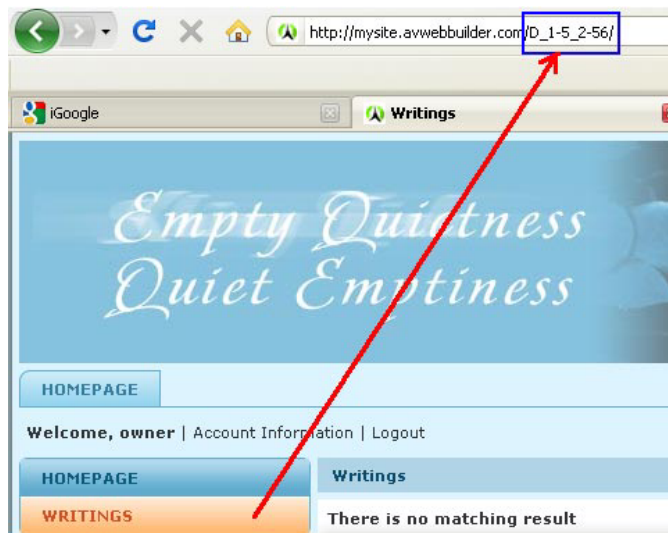 http://mysite.avwebbuilder.com/D_1-5_2-56/
iGoogle
Writings
Empty Quietness
Quiet Emptiness
HOMEPAGE
Welcome, owner | Account Information | Logout
HOMEPAGE
Writings
WRITINGS
There is no matching result